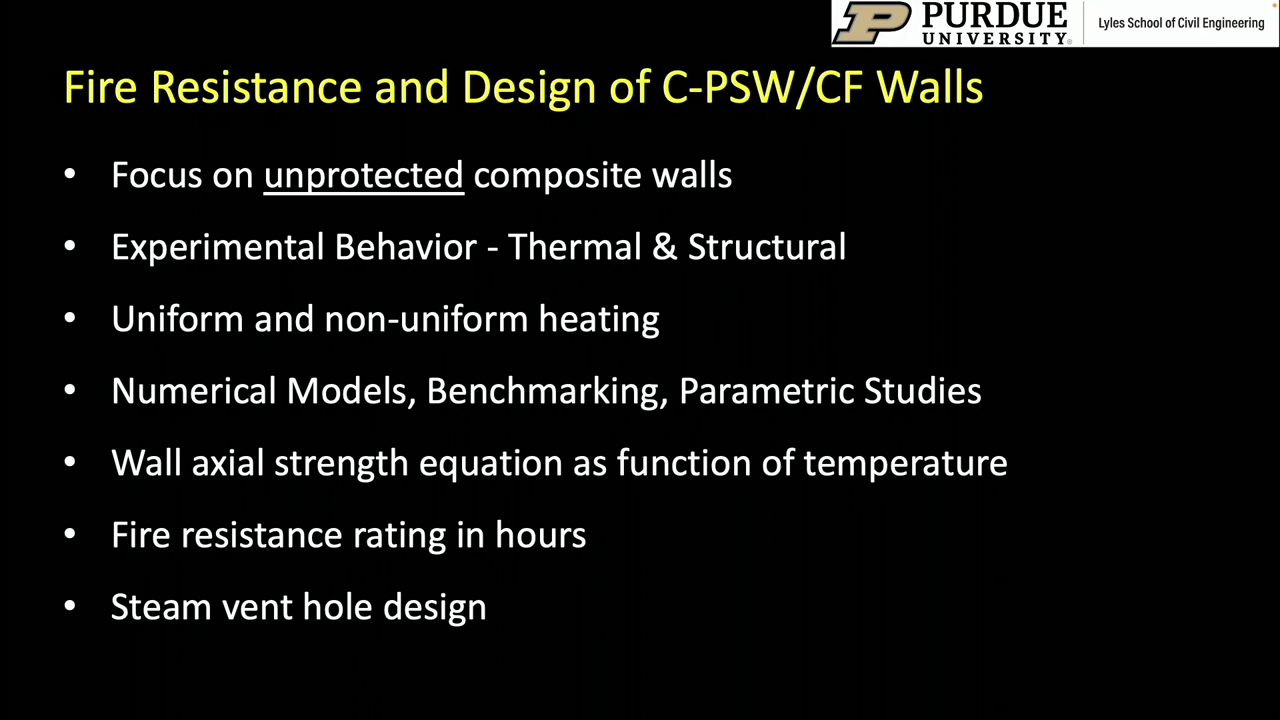 PURDUE
UNIVERSITY®
Lyles School of Civil Engineering
Fire Resistance and Design of C-PSW/CF Walls
• Focus on unprotected composite walls
• Experimental Behavior - Thermal & Structural
• Uniform and non-uniform heating
• Numerical Models, Benchmarking, Parametric Studies
• Wall axial strength equation as function of temperature
• Fire resistance rating in hours
• Steam vent hole design